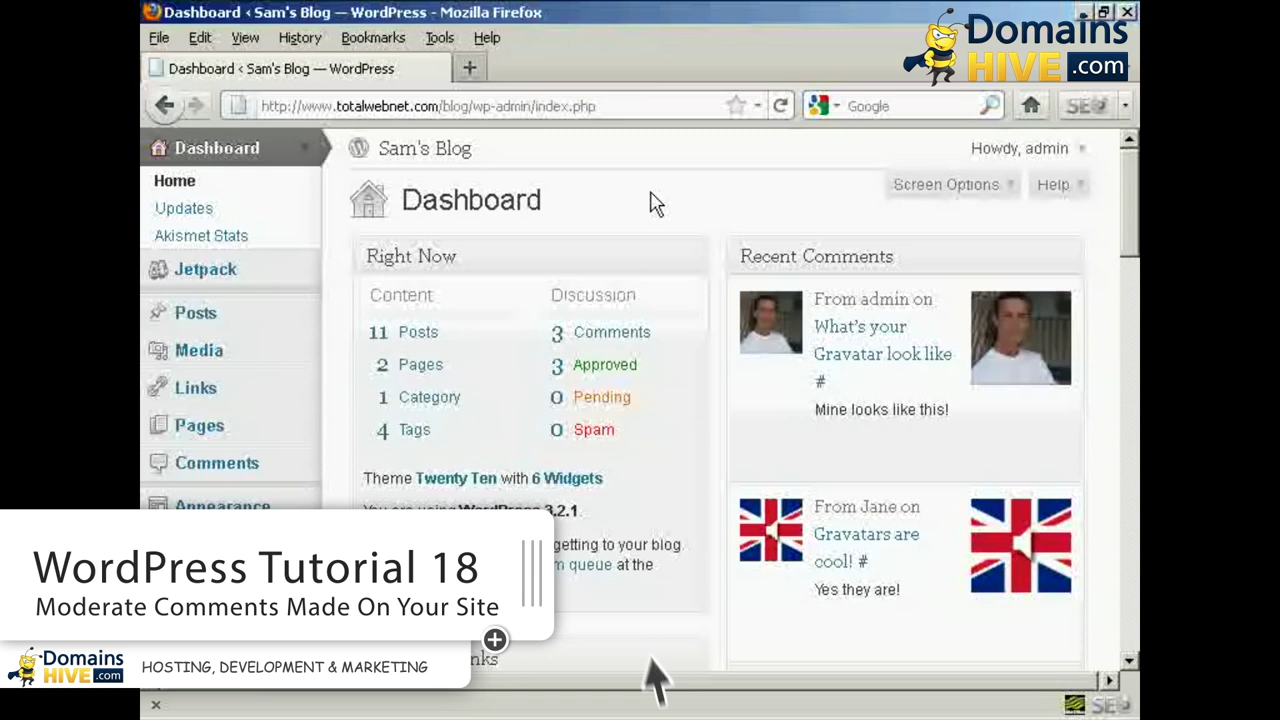 Dashboard ‹ Sam's Blog — WordPress - Mozilla Firefox
File Edit View History Bookmarks Tools Help
Domains
HIVE.com
Dashboard ‹ Sam's Blog — WordPress
http://www.totalwebnet.com/blog/wp-admin/index.php
Google
Dashboard
Sam's Blog
Howdy, admin
Home
Updates
Akismet Stats
Jetpack
Posts
Media
Links
Pages
Comments
Appearance
Dashboard
Screen Options
Help
Right Now
Content Discussion
11 Posts 3 Comments
2 Pages 3 Approved
1 Category 0 Pending
4 Tags 0 Spam
Theme Twenty Ten with 6 Widgets
You are using WordPress 3.2.1.
getting to your blog.
queue at the
Recent Comments
From admin on
What's your
Gravatar look like
#
Mine looks like this!
From Jane on
Gravatars are
cool! #
Yes they are!
WordPress Tutorial 18
Moderate Comments Made On Your Site
Domains
HIVE.com
HOSTING, DEVELOPMENT & MARKETING